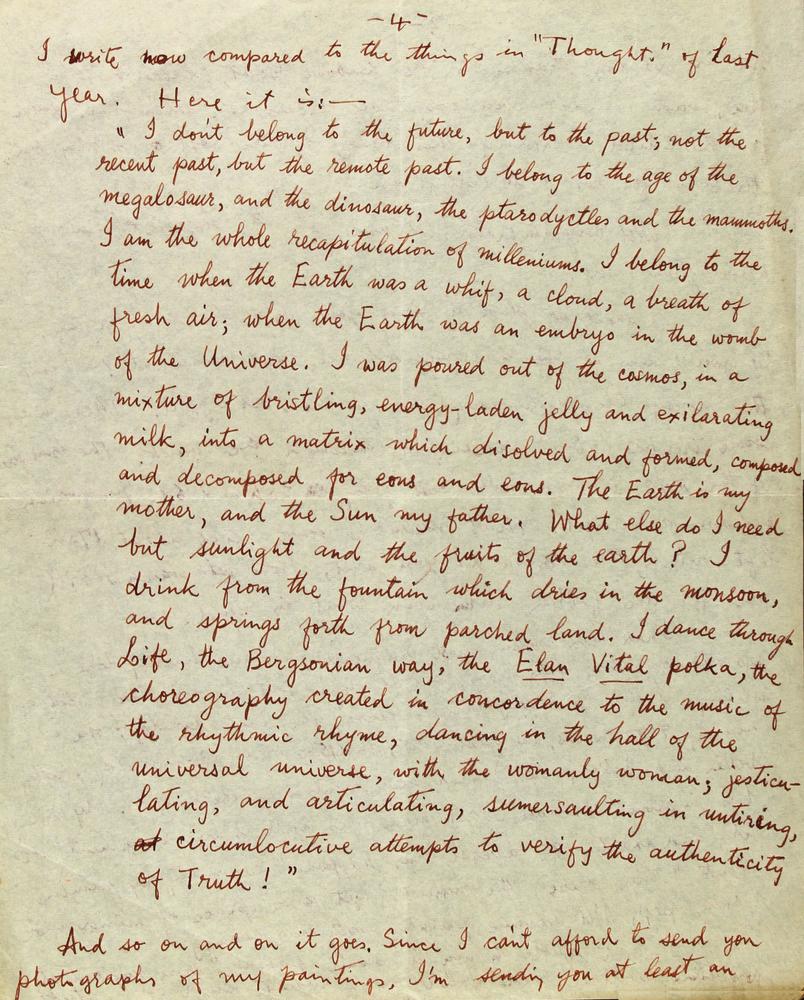 -4-
I write now compared to the things in "Thought." of last
year. Here it is:—
" I don't belong to the future, but to the past; not the
recent past, but the remote past. I belong to the age of the
megalosaur, and the dinosaur, the ptarodyctles and the mammoths.
I am the whole recapitulation of milleniums. I belong to the
time when the Earth was a whif, a cloud, a breath of
fresh air; when the Earth was an embryo in the womb
of the Universe. I was poured out of the cosmos, in a
mixture of bristling, energy-laden jelly and exilarating
milk, into a matrix which disolved and formed, composed
and decomposed for eons and eons. The Earth is my
mother, and the Sun my father. What else do I need
but sunlight and the fruits of the earth? I
drink from the fountain which dries in the monsoon,
and springs forth from parched land. I dance through
Life, the Bergsonian way; the Elan Vital polka, the
choreography created in concordence to the music of
the rhythmic rhyme, dancing in the hall of the
universal universe, with the womanly woman; jesticu-
lating, and articulating, sumersaulting in untiring,
at circumlocutive attempts to verify the authenticity
of Truth! "
And so on and on it goes. Since I can't afford to send you
photographs of my paintings, I'm sending you at least an